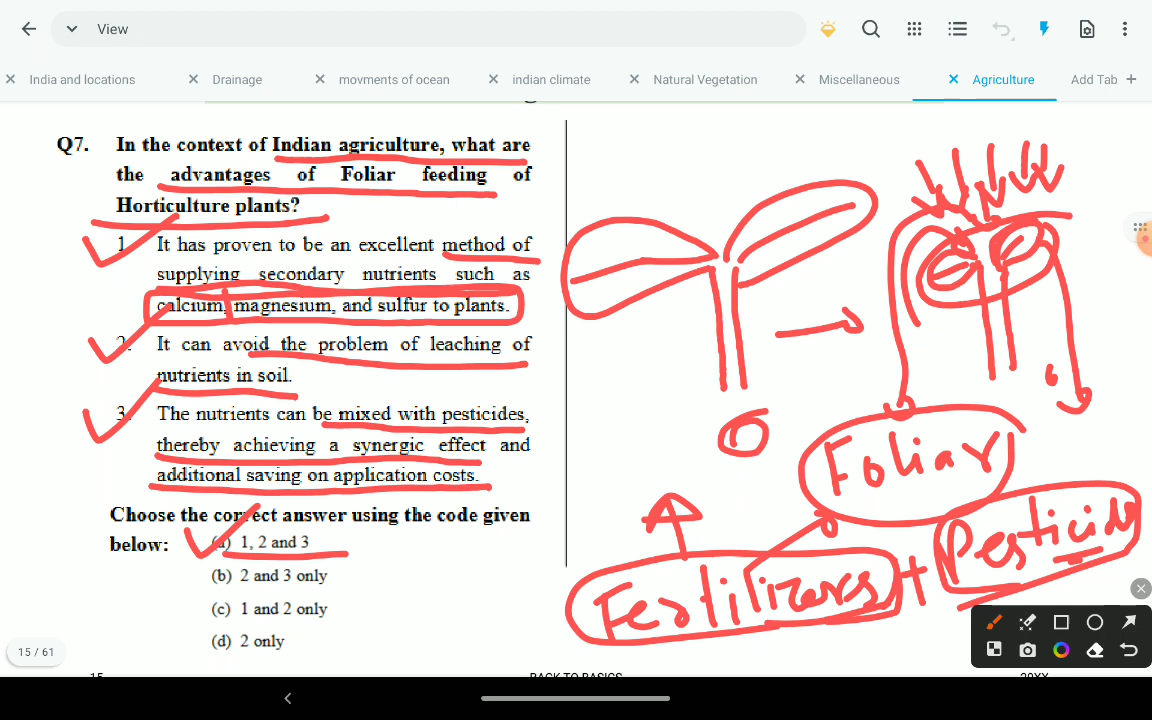 View
India and locations
Drainage
movments of ocean
indian climate
Natural Vegetation
Miscellaneous
Agriculture
Add Tab
Q7. In the context of Indian agriculture, what are
the advantages of Foliar feeding of
Horticulture plants?
1. It has proven to be an excellent method of
supplying secondary nutrients such as
calcium, magnesium, and sulfur to plants.
2. It can avoid the problem of leaching of
nutrients in soil.
3. The nutrients can be mixed with pesticides,
thereby achieving a synergic effect and
additional saving on application costs.
Choose the correct answer using the code given
below:
(a) 1, 2 and 3
(b) 2 and 3 only
(c) 1 and 2 only
(d) 2 only
Foliar
Fertilizers + Pesticide
15 / 61
15
BACK TO BASICS
20XX